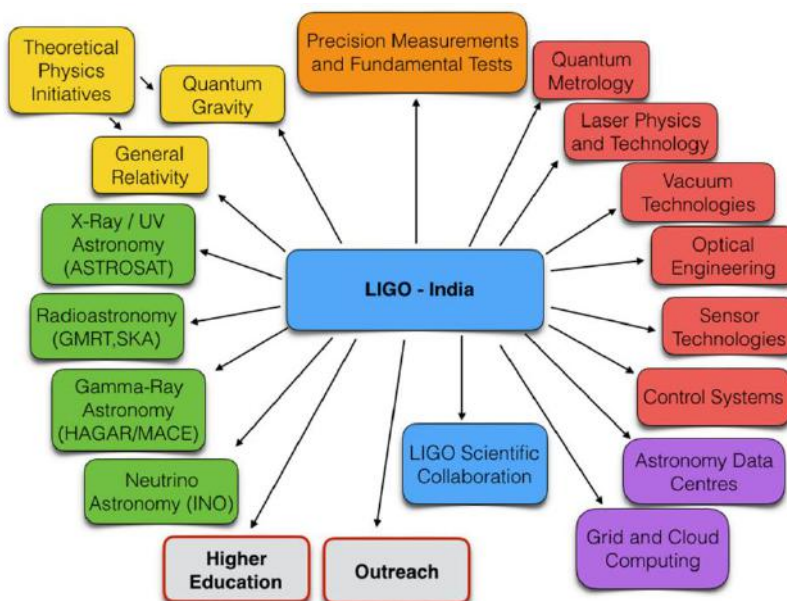 Theoretical
Physics
Initiatives
Quantum
Gravity
General
Relativity
Precision Measurements
and Fundamental Tests
Quantum
Metrology
Laser Physics
and Technology
Vacuum
Technologies
Optical
Engineering
Sensor
Technologies
Control Systems
X-Ray / UV
Astronomy
(ASTROSAT)
Radioastronomy
(GMRT,SKA)
Gamma-Ray
Astronomy
(HAGAR/MACE)
Neutrino
Astronomy (INO)
LIGO - India
LIGO Scientific
Collaboration
Astronomy Data
Centres
Grid and Cloud
Computing
Higher
Education
Outreach